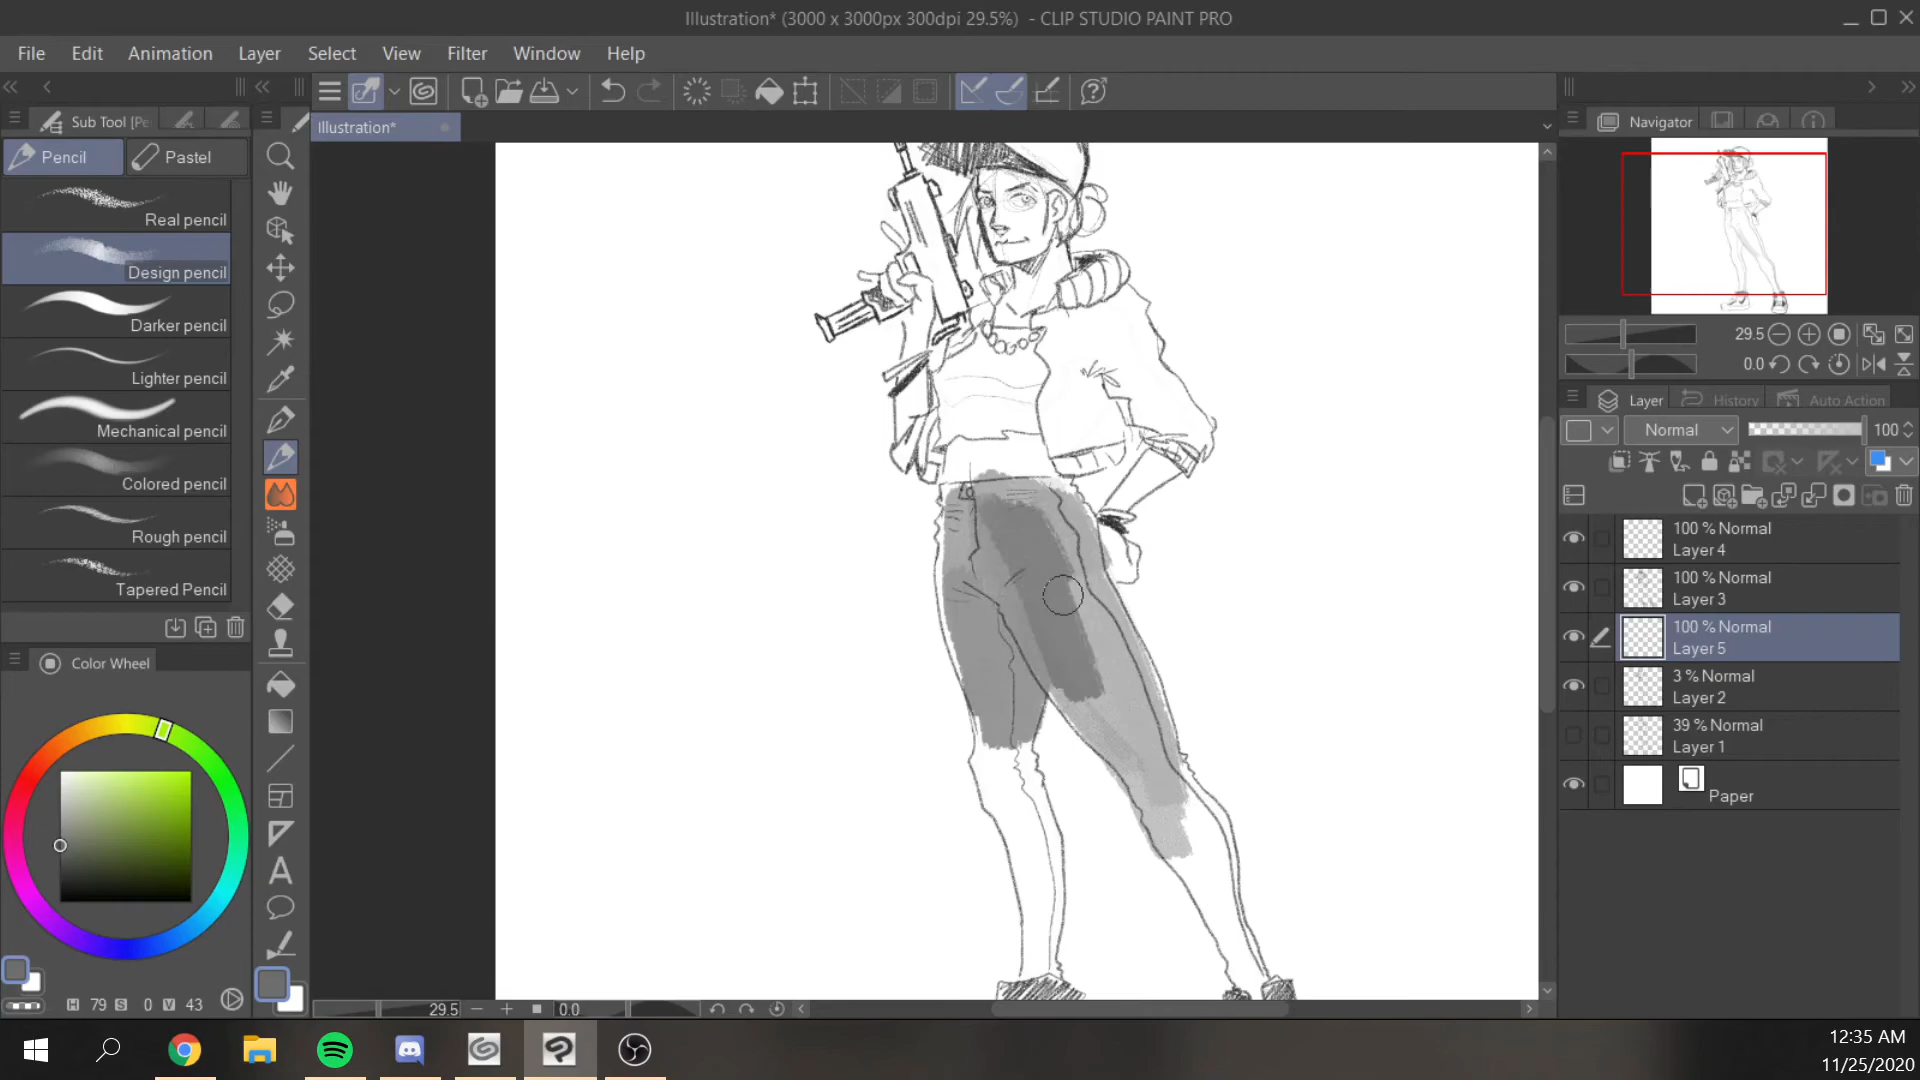 Illustration* (3000 x 3000px 300dpi 29.5%) - CLIP STUDIO PAINT PRO
File Edit Animation Layer Select View Filter Window Help
Sub Tool [Pe
Illustration*
Navigator
Pencil Pastel
Real pencil
Design pencil
Darker pencil
Lighter pencil
Mechanical pencil
Colored pencil
Rough pencil
Tapered Pencil
Color Wheel
H 79 S 0 V 43
29.5 0.0
29.5
0.0
Layer History Auto Action
Normal 100
100 % Normal
Layer 4
100 % Normal
Layer 3
100 % Normal
Layer 5
3 % Normal
Layer 2
39 % Normal
Layer 1
Paper
12:35 AM
11/25/2020